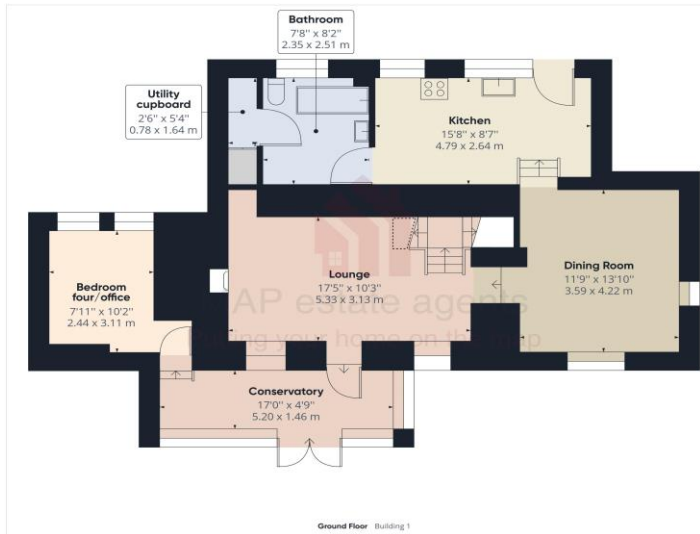 Bathroom
7'8" x 8'2"
2.35 x 2.51 m
Utility
cupboard
2'6" x 5'4"
0.78 x 1.64 m
Kitchen
15'8" x 8'7"
4.79 x 2.64 m
Lounge
17'5" x 10'3"
5.33 x 3.13 m
Dining Room
11'9" x 13'10"
3.59 x 4.22 m
Bedroom
four/office
7'11" x 10'2"
2.44 x 3.11 m
AP estate agents
your home on the map
Conservatory
17'0" x 4'9"
5.20 x 1.46 m
Ground Floor Building 1